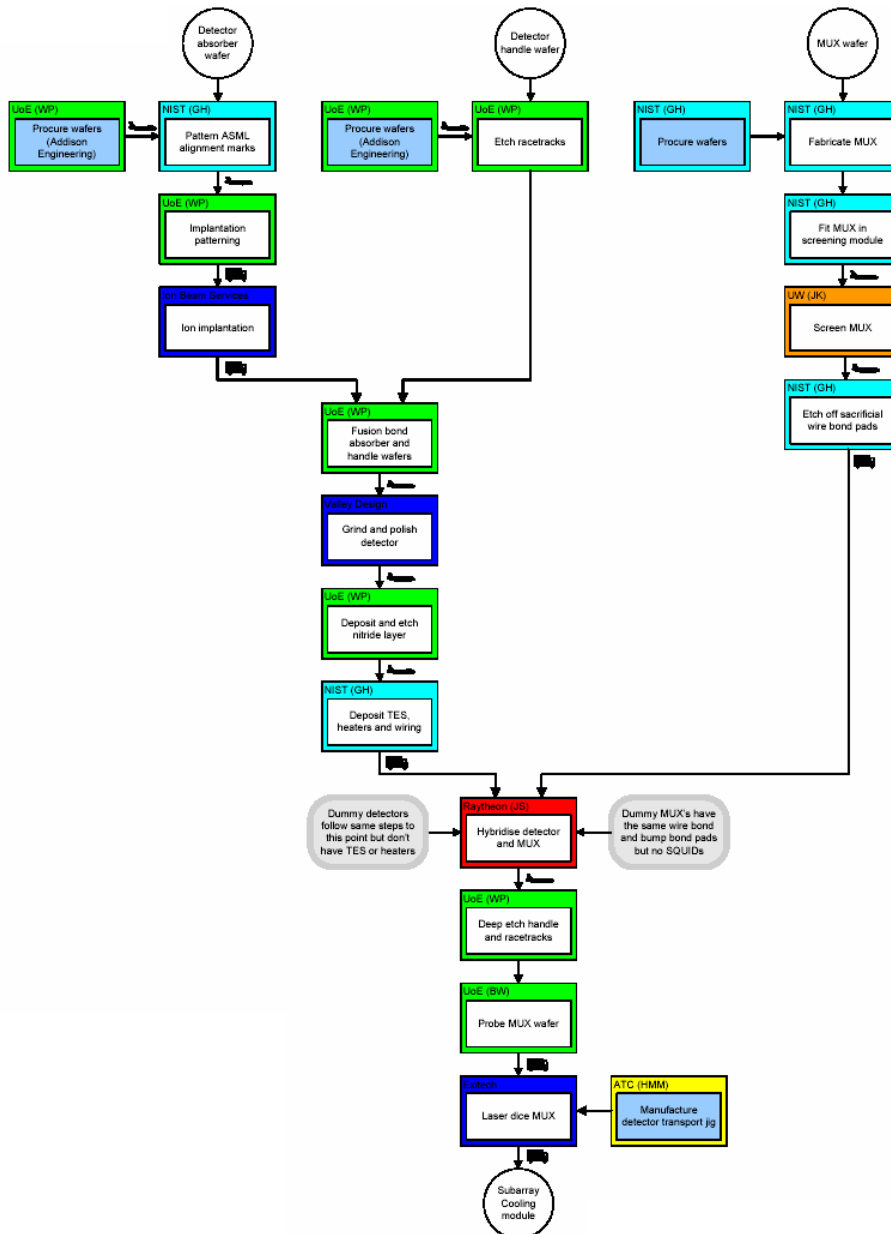 Detector
absorber
wafer
Detector
handle wafer
MUX wafer
UoE (WP)
Procure wafers
(Addison
Engineering)
NIST (GH)
Pattern ASML
alignment marks
UoE (WP)
Procure wafers
(Addison
Engineering)
UoE (WP)
Etch racetracks
NIST (GH)
Procure wafers
NIST (GH)
Fabricate MUX
UoE (WP)
Implantation
patterning
NIST (GH)
Fit MUX in
screening module
Ion Beam Services
Ion implantation
UW (JK)
Screen MUX
UoE (WP)
Fusion bond
absorber and
handle wafers
NIST (GH)
Etch off sacrificial
wire bond pads
Valley Design
Grind and polish
detector
UoE (WP)
Deposit and etch
nitride layer
NIST (GH)
Deposit TES,
heaters and wiring
Dummy detectors
follow same steps to
this point but don't
have TES or heaters
Raytheon (JS)
Hybridise detector
and MUX
Dummy MUX's have
the same wire bond
and bump bond pads
but no SQUIDs
UoE (WP)
Deep etch handle
and racetracks
UoE (BW)
Probe MUX wafer
Exitech
Laser dice MUX
ATC (HMM)
Manufacture
detector transport jig
Subarray
Cooling
module